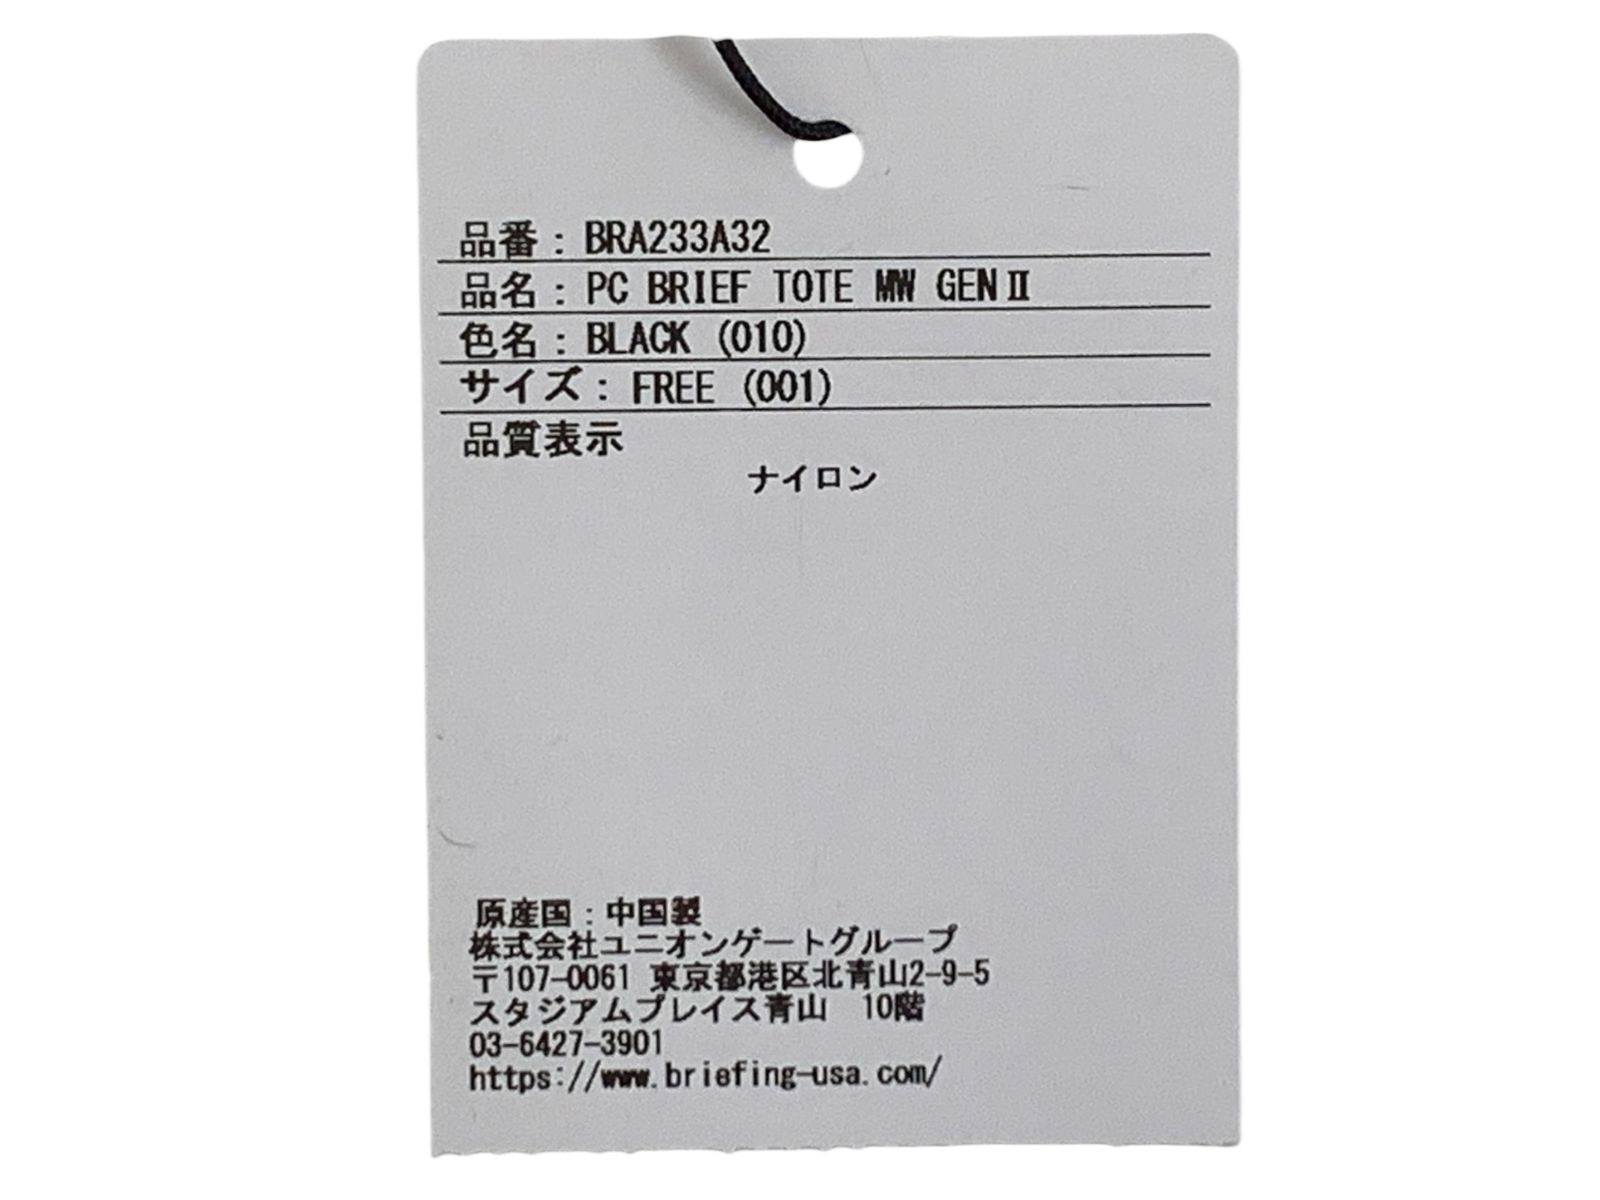 品番：BRA233A32
品名：PC BRIEF TOTE MW GENⅡ
色名：BLACK (010)
サイズ：FREE (001)
品質表示
ナイロン
原産国：中国製
株式会社ユニオンゲートグループ
〒107-0061 東京都港区北青山2-9-5
スタジアムプレイス青山　10階
03-6427-3901
https://www.briefing-usa.com/